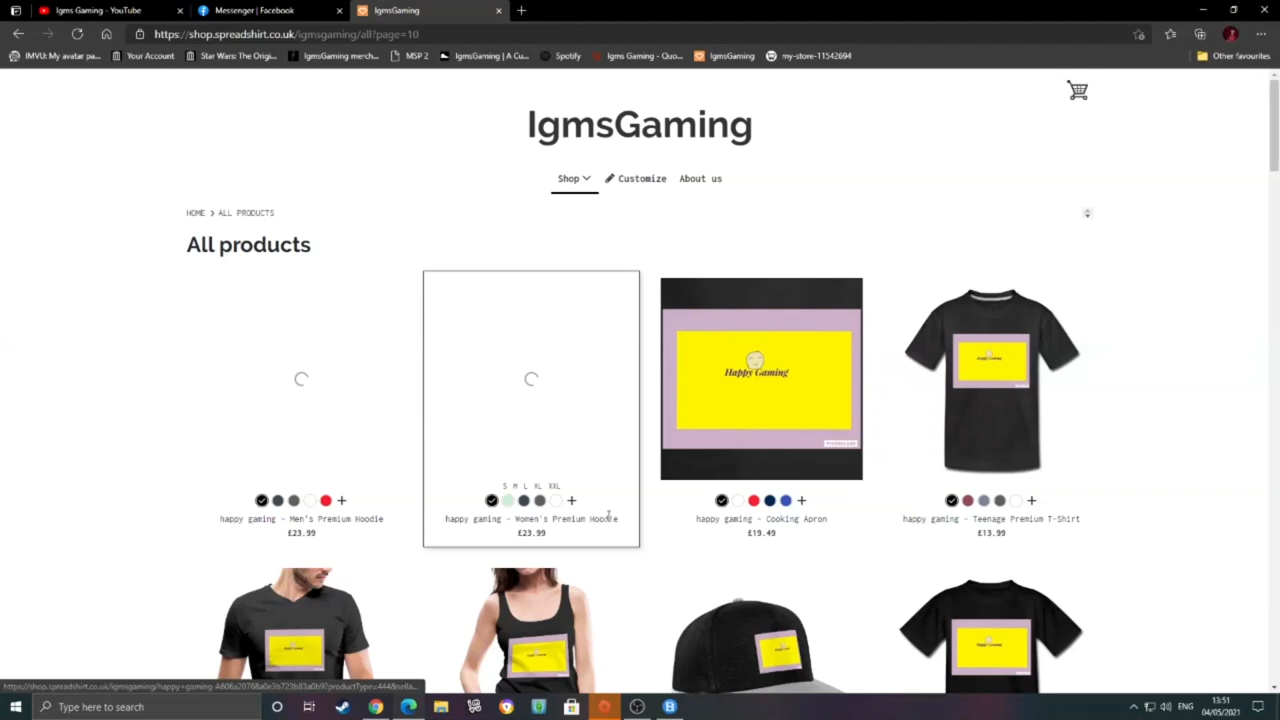 Igms Gaming - YouTube
Messenger | Facebook
IgmsGaming
https://shop.spreadshirt.co.uk/igmsgaming/all?page=10
IMVU: My avatar pa...
Your Account
Star Wars: The Origi...
IgmsGaming merch...
MSP 2
IgmsGaming | A Cu...
Spotify
Igms Gaming - Quo...
IgmsGaming
my-store-11542694
Other favourites
IgmsGaming
Shop
Customize
About us
HOME > ALL PRODUCTS
All products
Happy Gaming
Happy Gaming
S M L XL XXL
happy gaming - Men's Premium Hoodie
£23.99
happy gaming - Women's Premium Hoodie
£23.99
happy gaming - Cooking Apron
£19.49
happy gaming - Teenage Premium T-Shirt
£13.99
Type here to search
ENG
13:51
04/05/2021